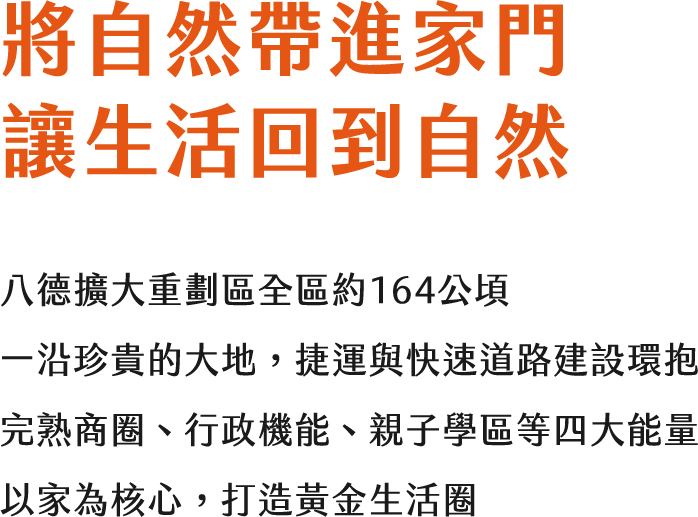 將自然帶進家門
讓生活回到自然
八德擴大重劃區全區約164公頃
一沿珍貴的大地，捷運與快速道路建設環抱
完熟商圈、行政機能、親子學區等四大能量
以家為核心，打造黃金生活圈